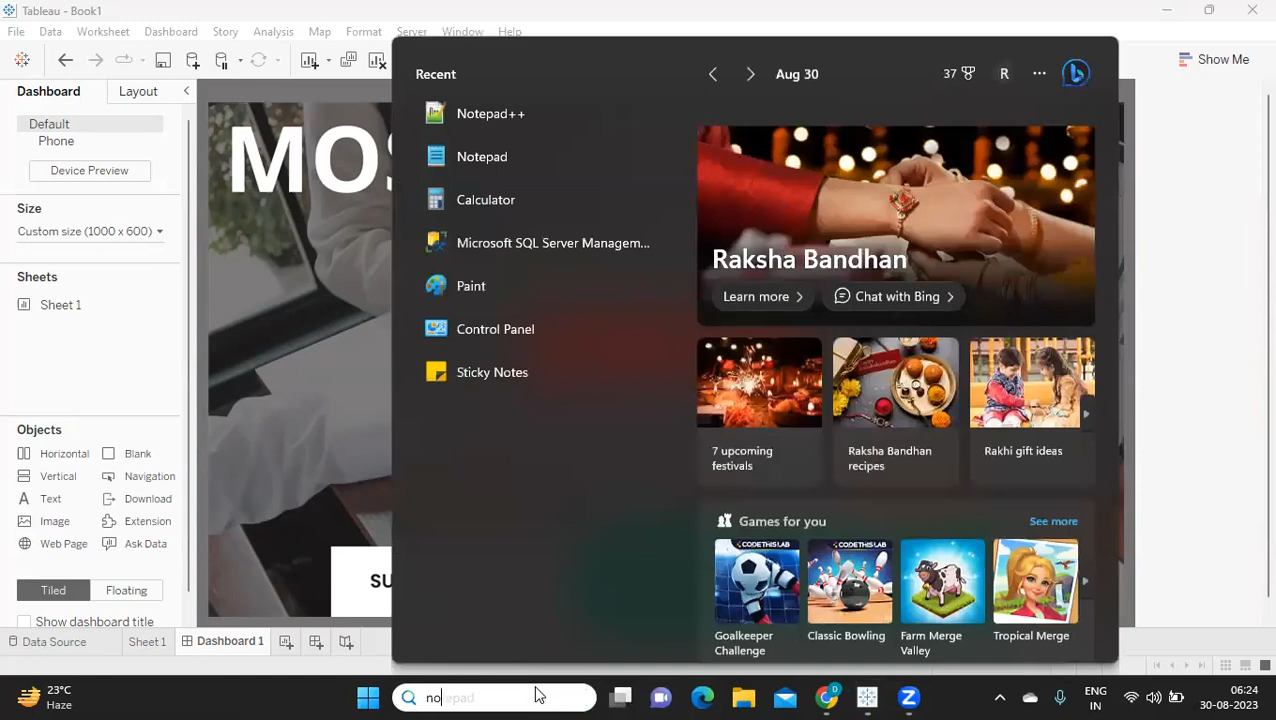 Tableau - Book1
File Data Worksheet Dashboard Story Analysis Map Format Server Window Help
Show Me
Dashboard Layout
Default
Phone
Device Preview
Size
Custom size (1000 x 600)
Sheets
Sheet 1
Objects
Horizontal Blank
Vertical Navigation
Text Download
Image Extension
Web Page Ask Data
Tiled Floating
Show dashboard title
Data Source Sheet 1 Dashboard 1
MOS
SU
Recent
Notepad++
Notepad
Calculator
Microsoft SQL Server Managem...
Paint
Control Panel
Sticky Notes
Aug 30
37 R
Raksha Bandhan
Learn more Chat with Bing
7 upcoming festivals
Raksha Bandhan recipes
Rakhi gift ideas
Games for you See more
CODETHISLAB CODETHISLAB
Goalkeeper Challenge
Classic Bowling
Farm Merge Valley
Tropical Merge
23°C
Haze
notepad
D
ENG
IN
06:24
30-08-2023